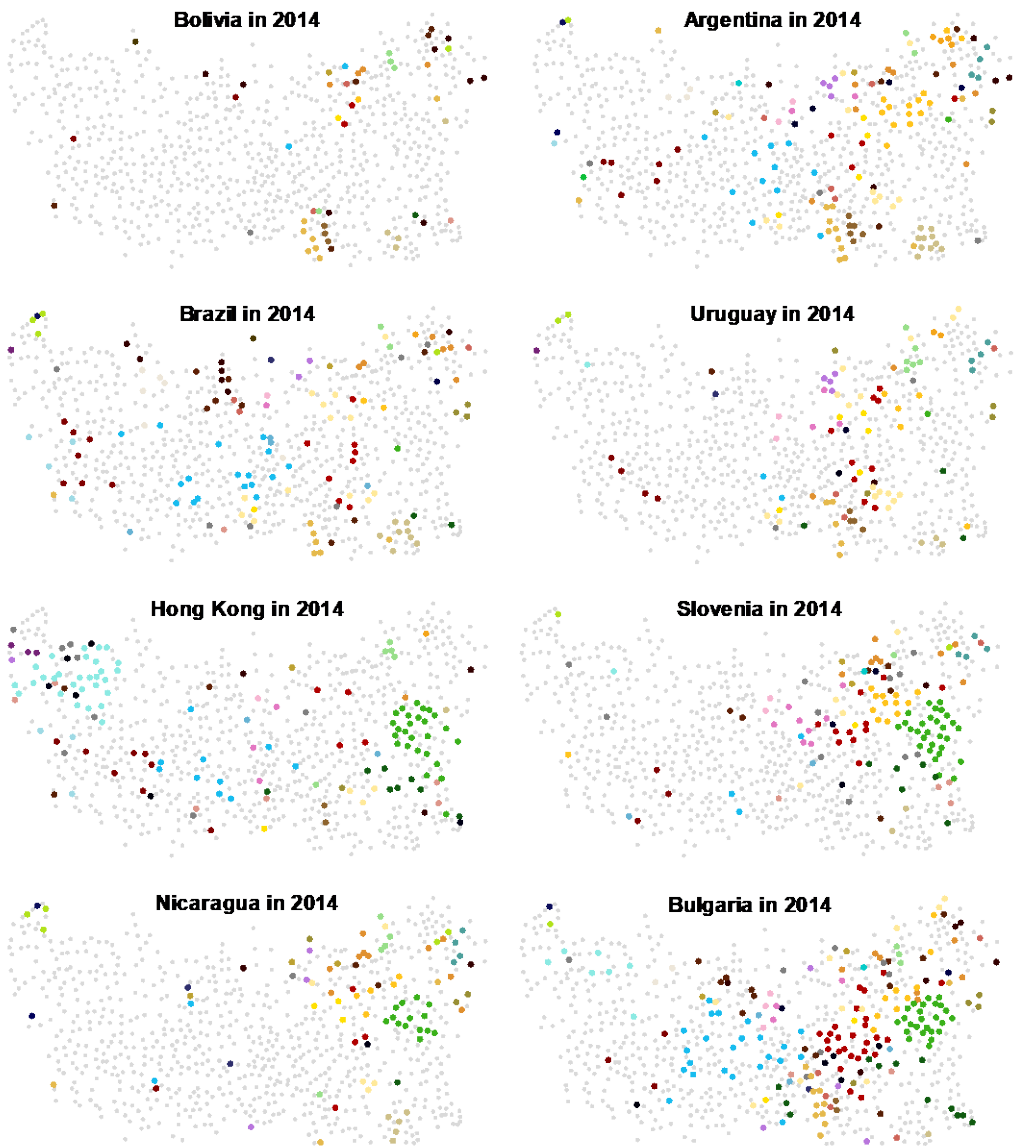 Bolivia in 2014
Argentina in 2014
Brazil in 2014
Uruguay in 2014
Hong Kong in 2014
Slovenia in 2014
Nicaragua in 2014
Bulgaria in 2014